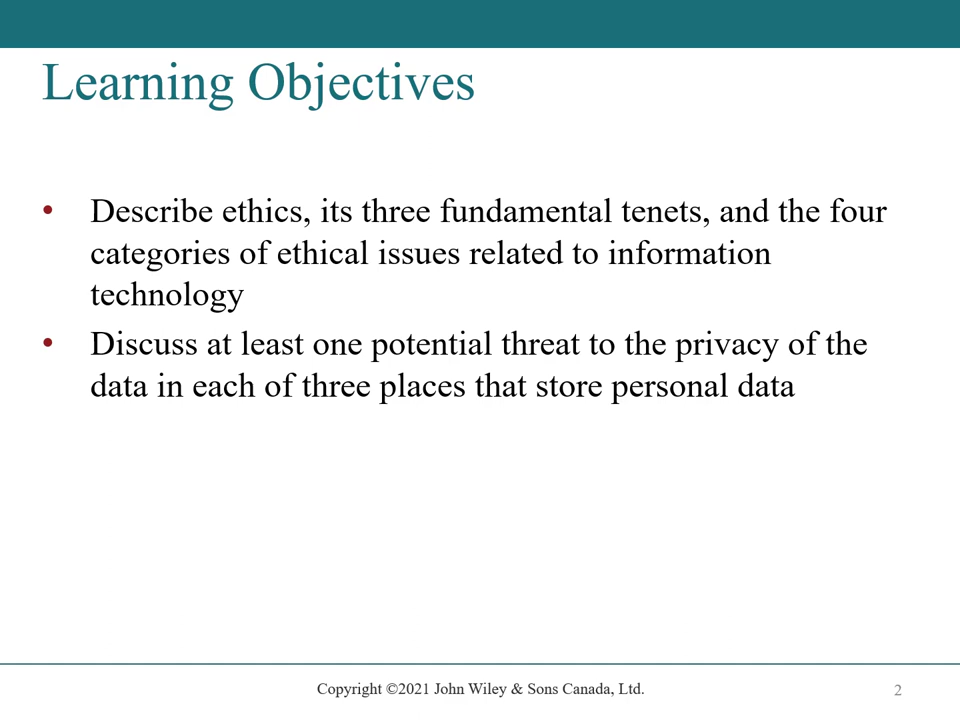 Learning Objectives
• Describe ethics, its three fundamental tenets, and the four
categories of ethical issues related to information
technology
• Discuss at least one potential threat to the privacy of the
data in each of three places that store personal data
Copyright ©2021 John Wiley & Sons Canada, Ltd.
2